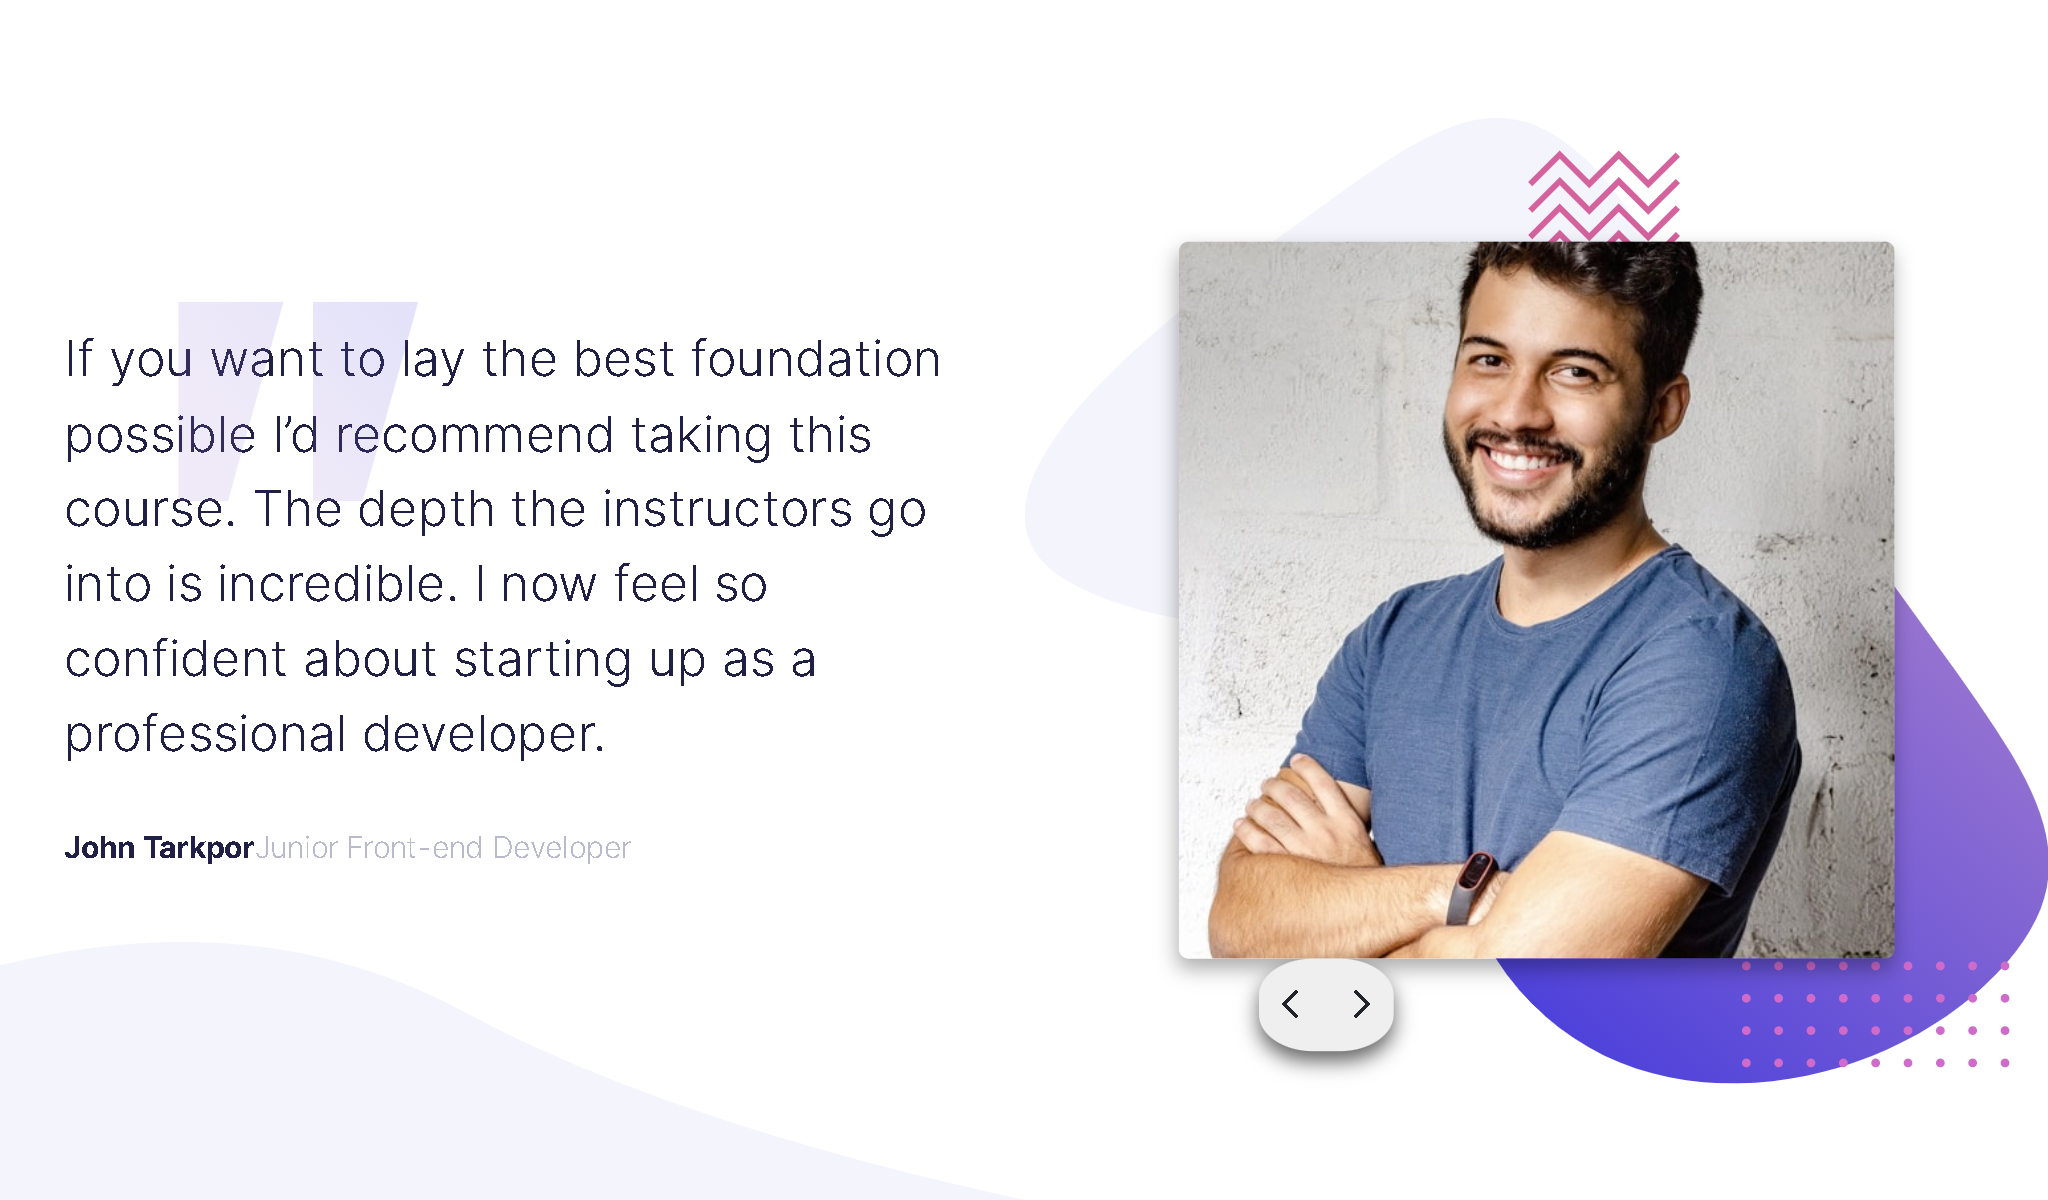 If you want to lay the best foundation
possible I’d recommend taking this
course. The depth the instructors go
into is incredible. I now feel so
confident about starting up as a
professional developer.
John TarkporJunior Front-end Developer